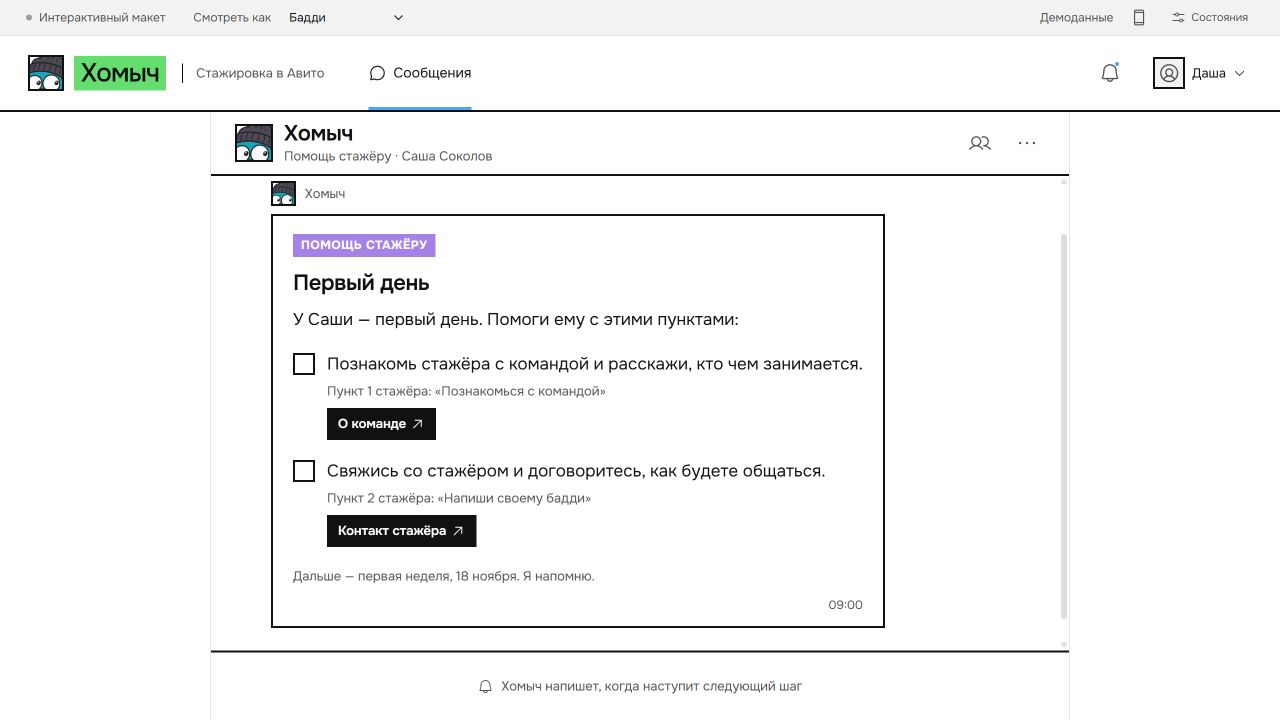 Интерактивный макет Смотреть как Бадди Демоданные Состояния
Хомыч Стажировка в Авито Сообщения Даша
Хомыч
Помощь стажёру · Саша Соколов
Хомыч
ПОМОЩЬ СТАЖЁРУ
Первый день
У Саши — первый день. Помоги ему с этими пунктами:
Познакомь стажёра с командой и расскажи, кто чем занимается.
Пункт 1 стажёра: «Познакомься с командой»
О команде
Свяжись со стажёром и договоритесь, как будете общаться.
Пункт 2 стажёра: «Напиши своему бадди»
Контакт стажёра
Дальше — первая неделя, 18 ноября. Я напомню.
09:00
Хомыч напишет, когда наступит следующий шаг